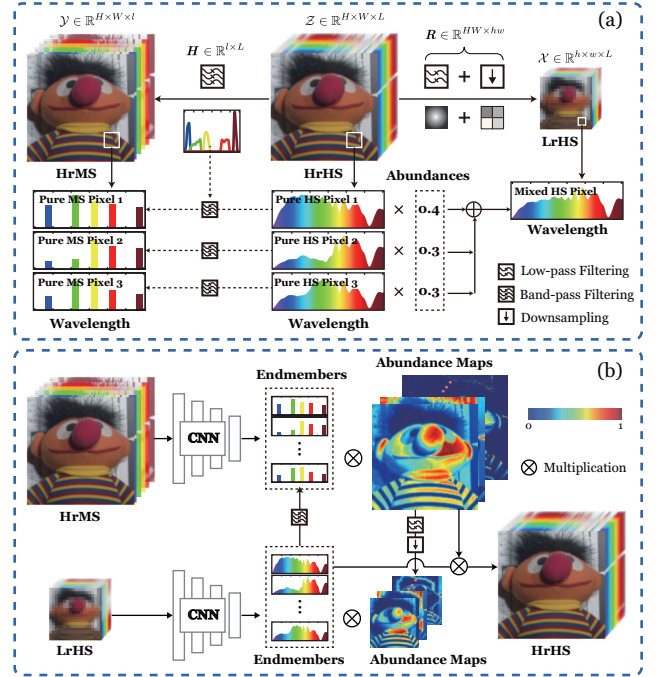 𝒴 ∈ ℝ^{H×W×l}
𝒵 ∈ ℝ^{H×W×L}
(a)
R ∈ ℝ^{HW×hw}
H ∈ ℝ^{l×L}
𝒳 ∈ ℝ^{h×w×L}
+
+
HrMS
HrHS
LrHS
Abundances
Pure MS Pixel 1
Pure HS Pixel 1
× 0.4
Mixed HS Pixel
Wavelength
Pure MS Pixel 2
Pure HS Pixel 2
× 0.3
Pure MS Pixel 3
Pure HS Pixel 3
× 0.3
Wavelength
Wavelength
Low-pass Filtering
Band-pass Filtering
Downsampling
(b)
Abundance Maps
Endmembers
CNN
HrMS
0 1
Multiplication
CNN
LrHS
Endmembers
Abundance Maps
HrHS